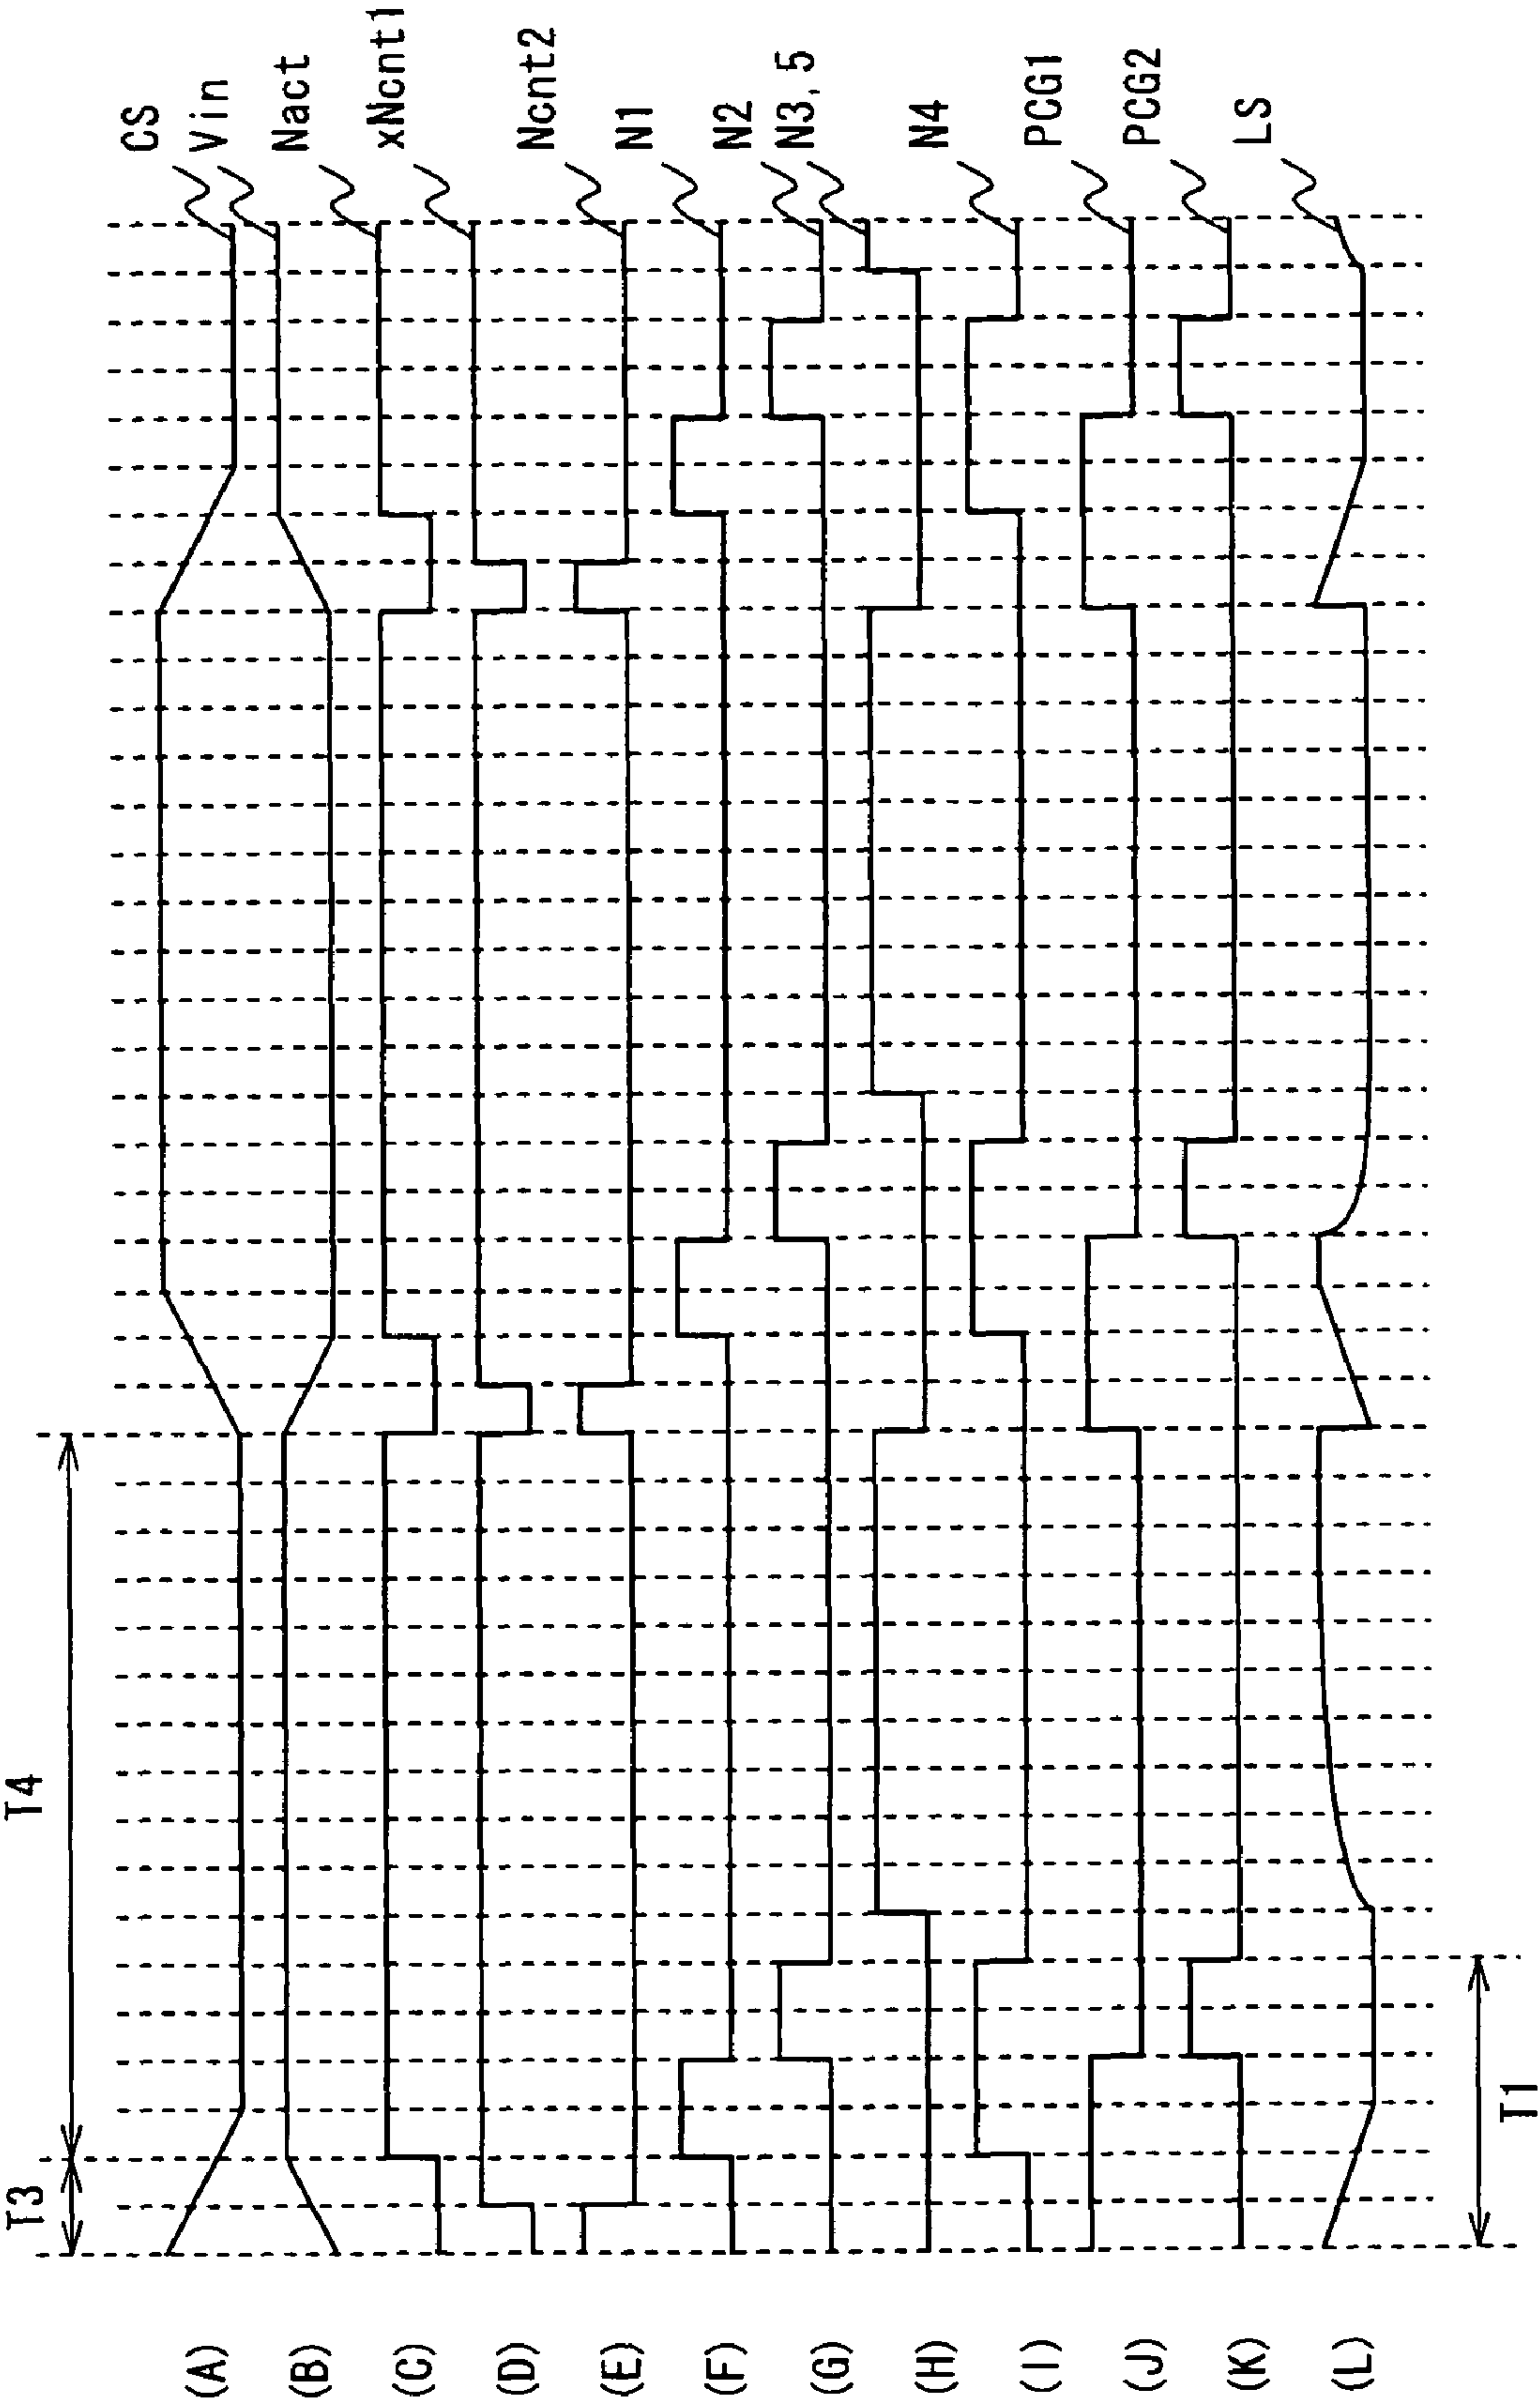 T3
T4
(A)
CS
(B)
Vin
(C)
Nact
(D)
xNcnt1
(E)
Ncnt2
(F)
N1
(G)
N2
(H)
N3, 5
(I)
N4
(J)
PCG1
(K)
PCG2
(L)
LS
T1